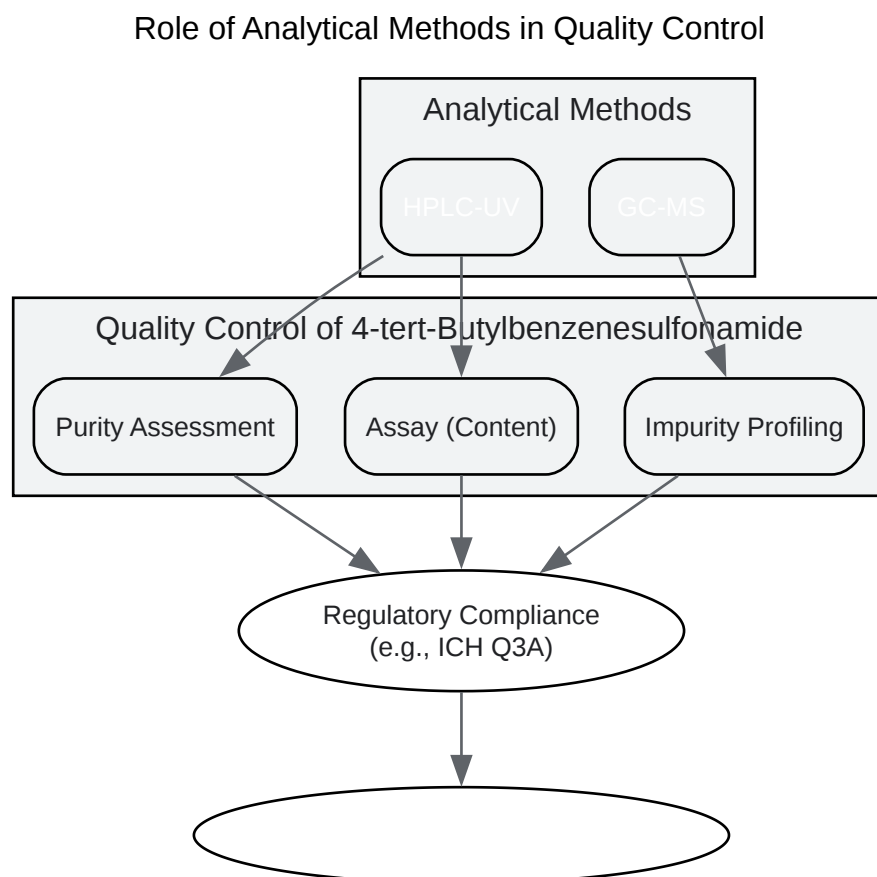 Role of Analytical Methods in Quality Control
Analytical Methods
HPLC-UV
GC-MS
Quality Control of 4-tert-Butylbenzenesulfonamide
Purity Assessment
Assay (Content)
Impurity Profiling
Regulatory Compliance
(e.g., ICH Q3A)